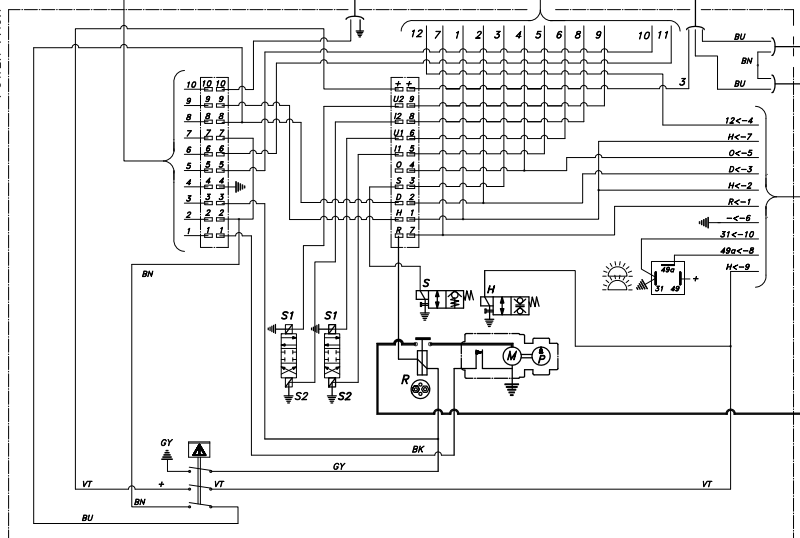 12 7 1 2 3 4 5 6 8 9 10 11
BU
BN
BU
3
10 10 10
9 9 9
8 8 8
7 7 7
6 6 6
5 5 5
4 4 4
3 3 3
2 2 2
1 1 1
+ +
U2 9
I2 8
U1 6
I1 5
O 4
S 3
D 2
H 1
R 7
12<-4
H<-7
O<-5
D<-3
H<-2
R<-1
-<-6
31<-10
49a<-8
H<-9
49a
31 49
+
BN
S
H
S1 S1
S2 S2
M
P
R
BK
GY
GY
VT + VT VT
BN
BU